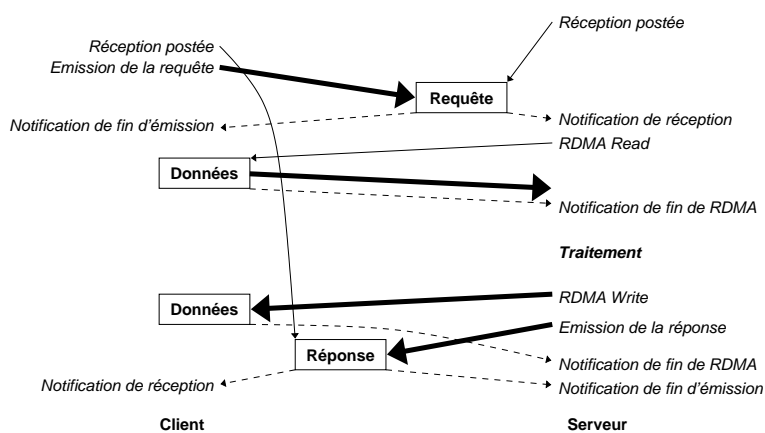 Réception postée
Réception postée
Emission de la requête
Requête
Notification de fin d'émission
Notification de réception
RDMA Read
Données
Notification de fin de RDMA
Traitement
Données
RDMA Write
Emission de la réponse
Réponse
Notification de fin de RDMA
Notification de réception
Notification de fin d'émission
Client
Serveur